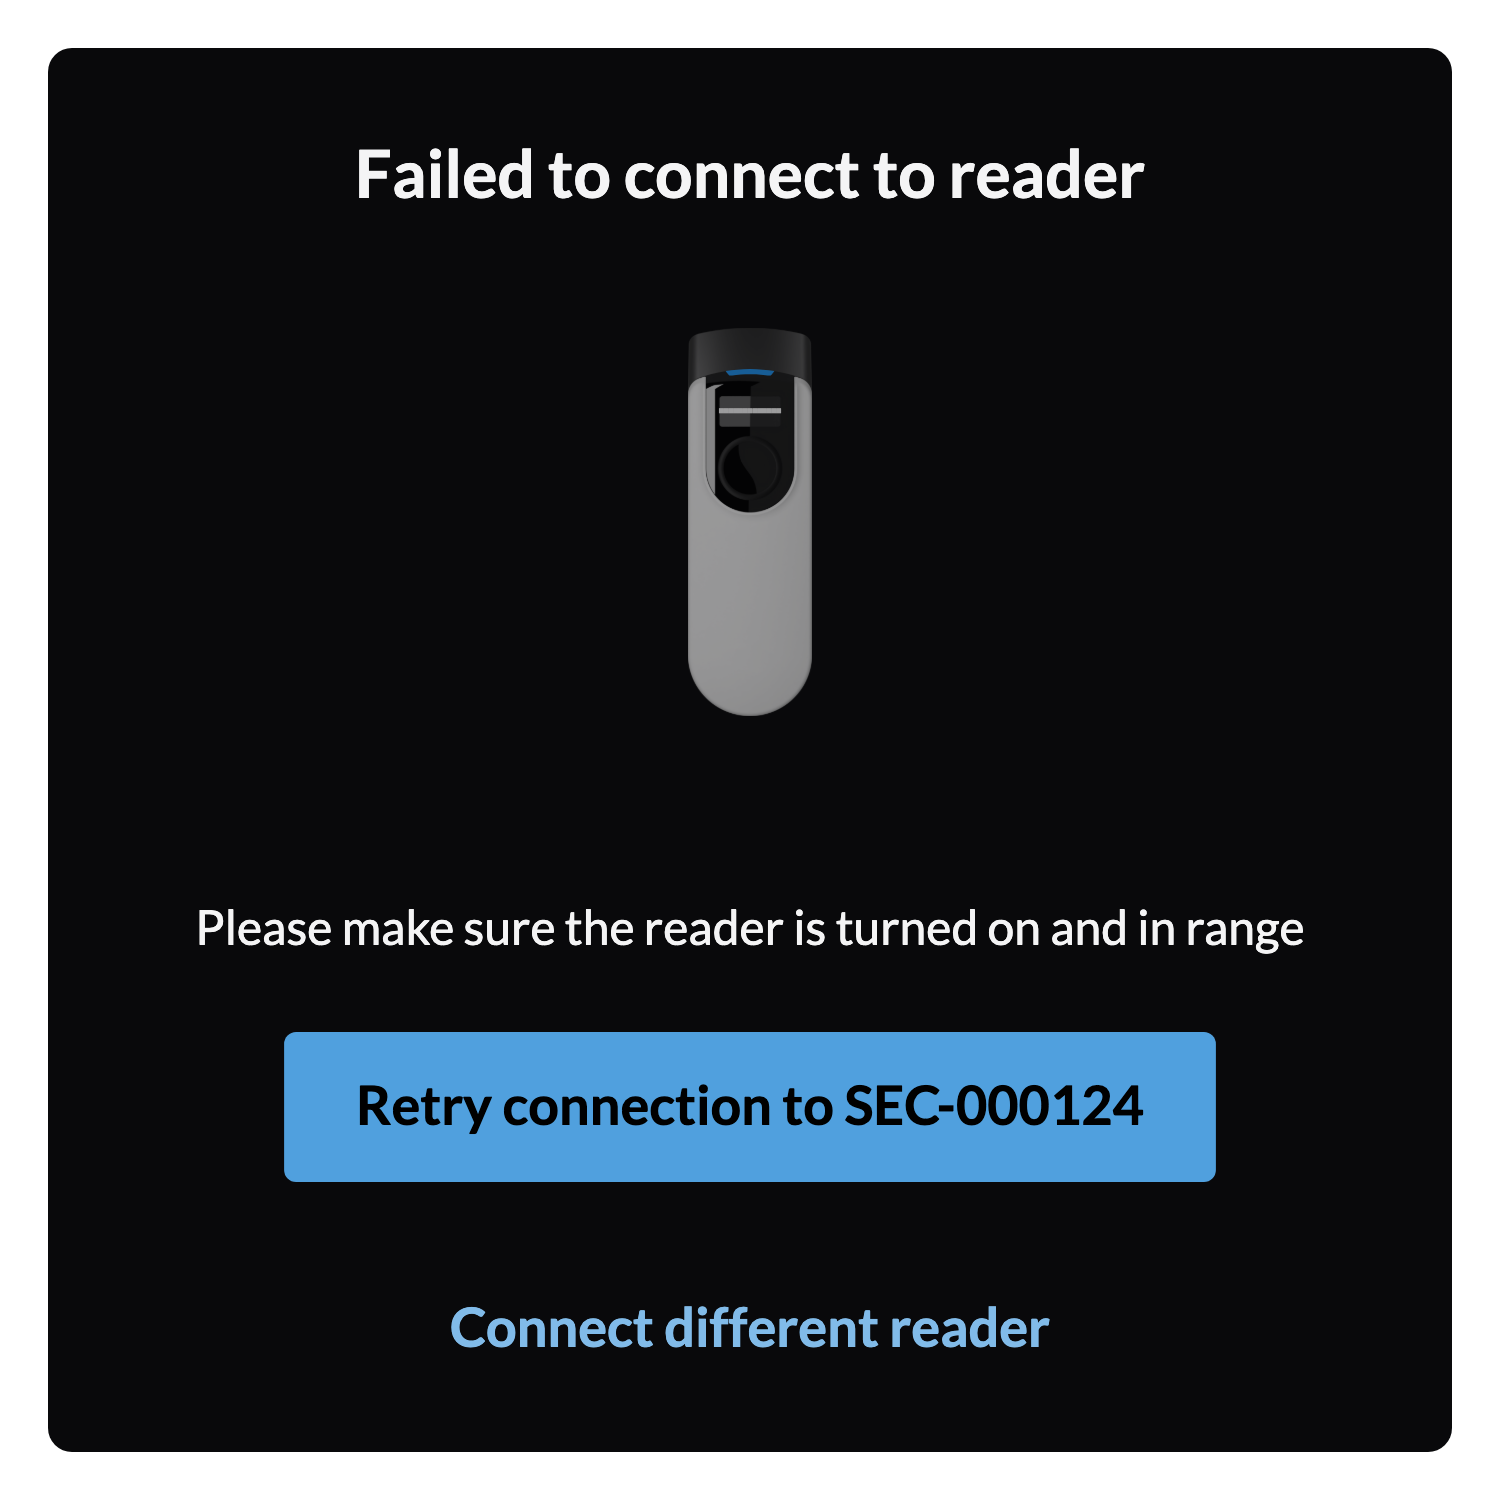 Failed to connect to reader
Please make sure the reader is turned on and in range
Retry connection to SEC-000124
Connect different reader